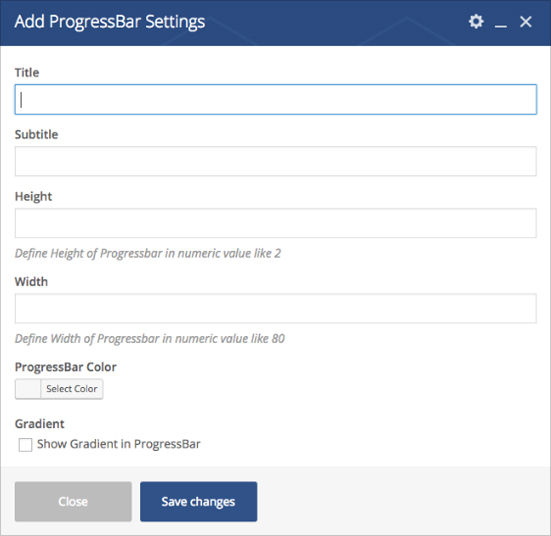 Add ProgressBar Settings
Title
Subtitle
Height
Define Height of Progressbar in numeric value like 2
Width
Define Width of Progressbar in numeric value like 80
ProgressBar Color
Select Color
Gradient
Show Gradient in ProgressBar
Close
Save changes